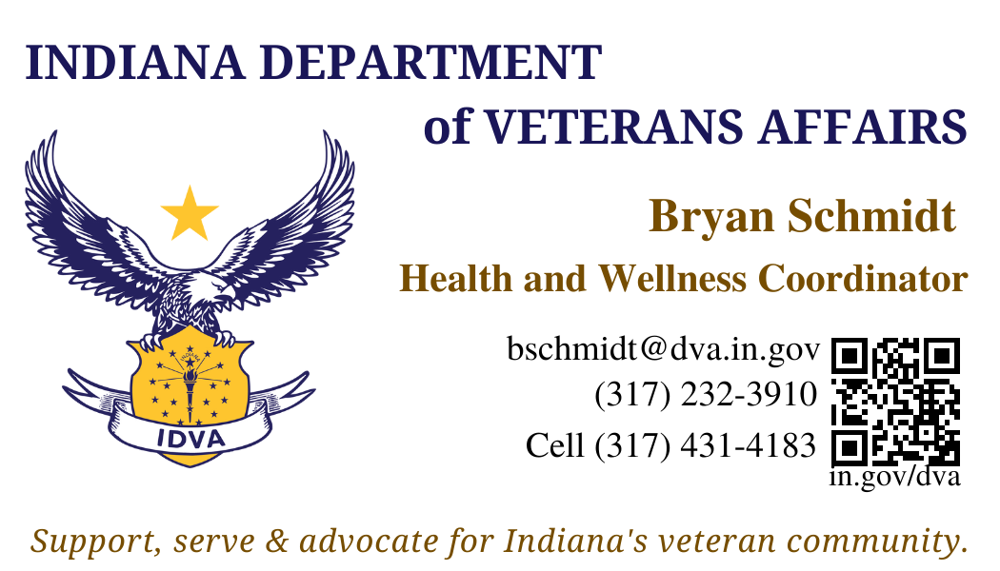 INDIANA DEPARTMENT
of VETERANS AFFAIRS
Bryan Schmidt
Health and Wellness Coordinator
bschmidt@dva.in.gov
(317) 232-3910
Cell (317) 431-4183
in.gov/dva
INDIANA
IDVA
Support, serve & advocate for Indiana's veteran community.